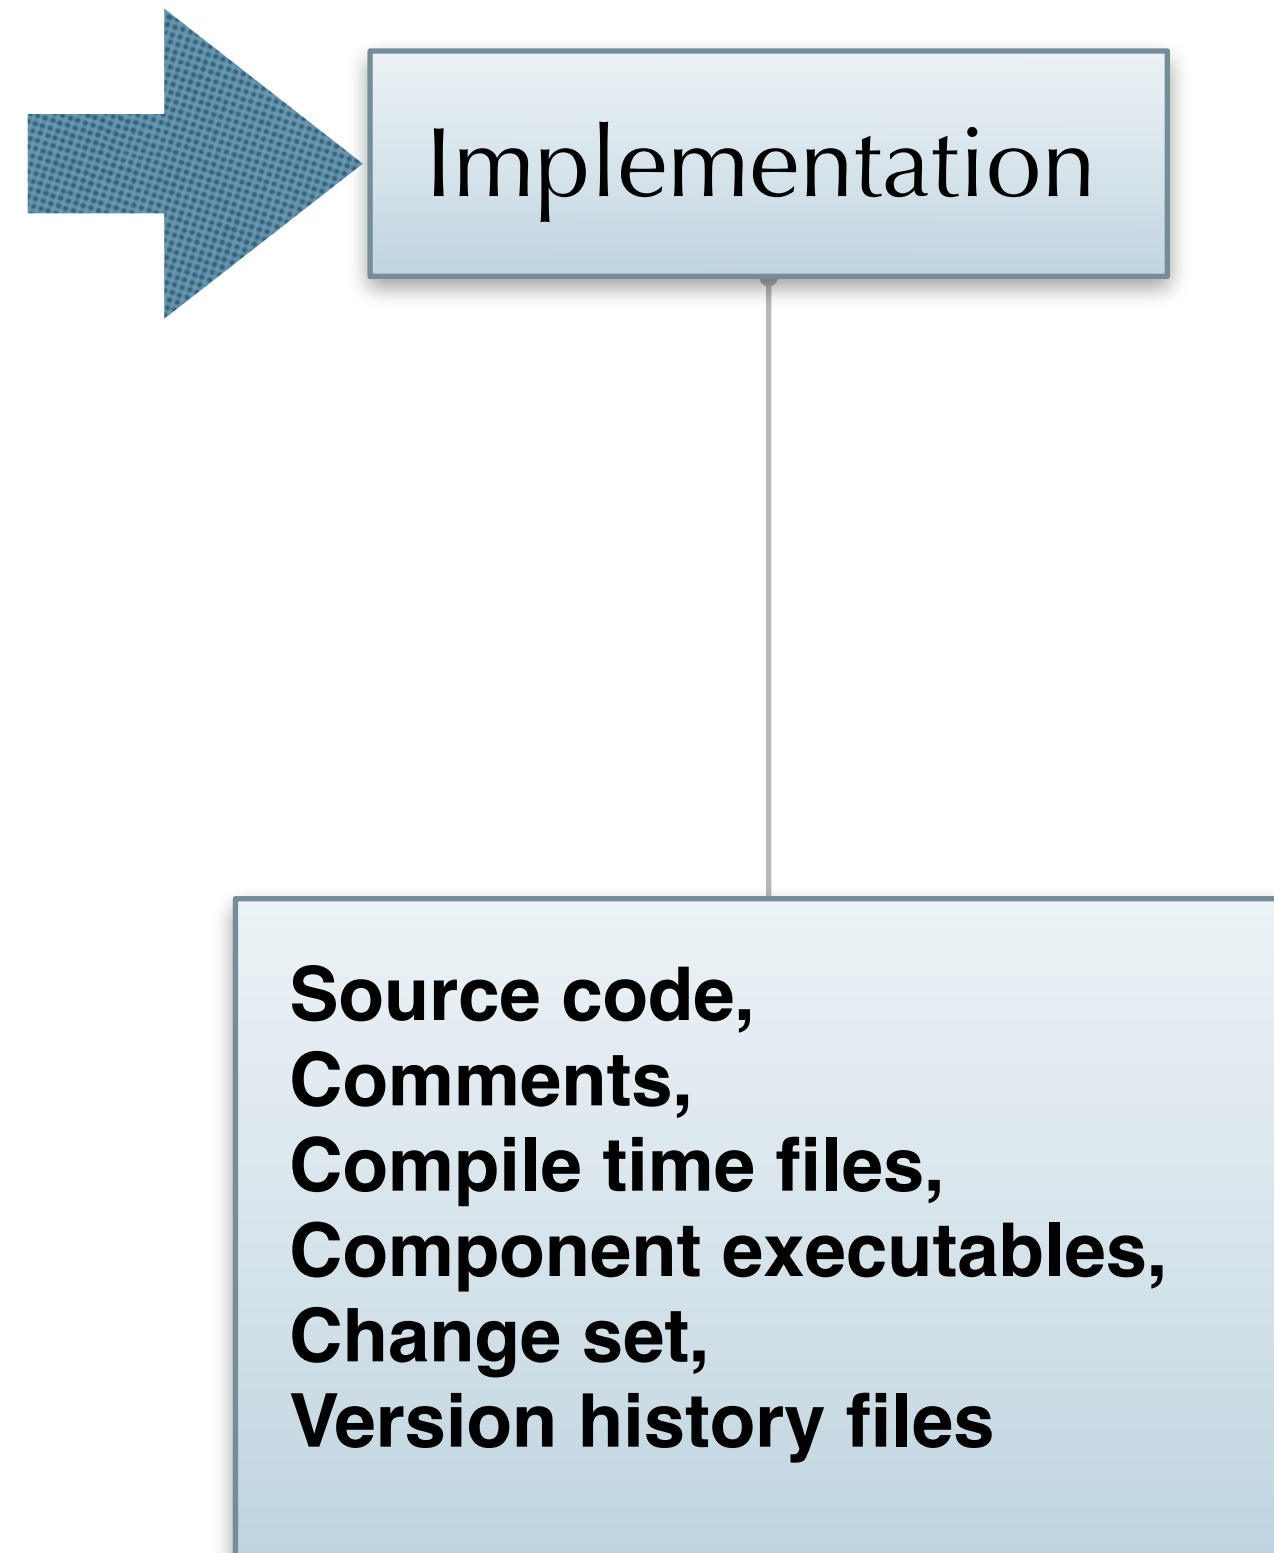 Implementation
Source code,
Comments,
Compile time files,
Component executables,
Change set,
Version history files